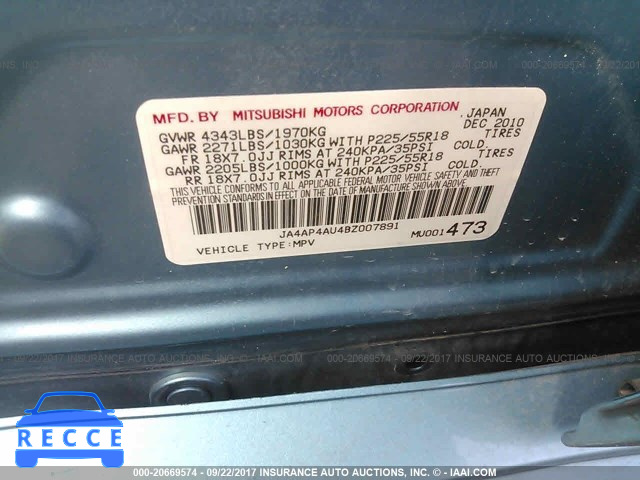 MFD. BY MITSUBISHI MOTORS CORPORATION JAPAN
GVWR 4343LBS/1970KG DEC 2010
GAWR 2271LBS/1030KG WITH P225/55R18 TIRES
FR 18X7.0JJ RIMS AT 240KPA/35PSI COLD.
GAWR 2205LBS/1000KG WITH P225/55R18 TIRES
RR 18X7.0JJ RIMS AT 240KPA/35PSI COLD.
THIS VEHICLE CONFORMS TO ALL APPLICABLE FEDERAL MOTOR VEHICLE SAFETY AND THEFT
PREVENTION STANDARDS IN EFFECT ON THE DATE OF MANUFACTURE SHOWN ABOVE.
JA4AP4AU4BZ007891
VEHICLE TYPE:MPV MU001473
RECCE
000-20669574 - 09/22/2017 INSURANCE AUTO AUCTIONS, INC. - © - IAAI.COM